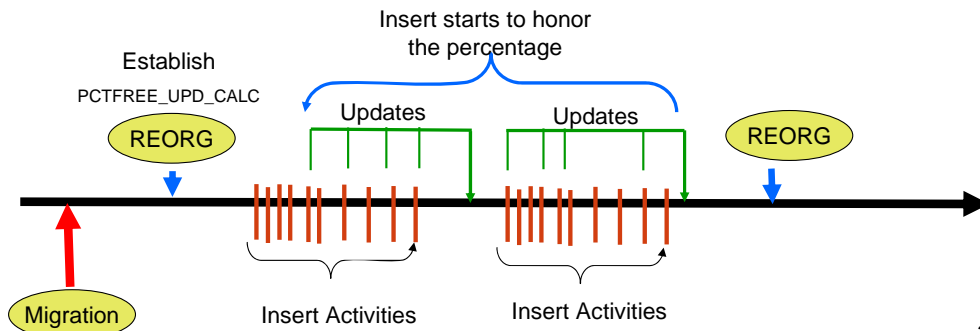 Insert starts to honor
the percentage
Establish
PCTFREE_UPD_CALC
REORG
Updates
Updates
REORG
Migration
Insert Activities
Insert Activities